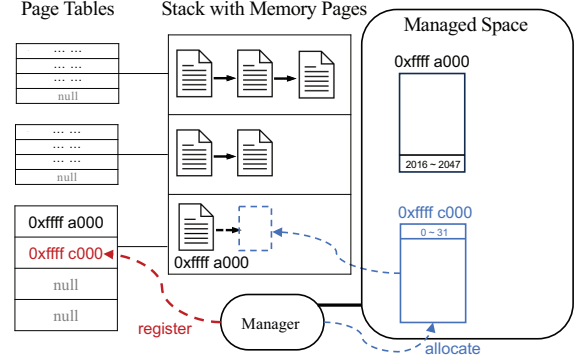 Page Tables
Stack with Memory Pages
Managed Space
... ...
... ...
... ...
null
... ...
... ...
... ...
null
0xffff a000
0xffff c000
null
null
0xffff a000
0xffff a000
2016 ~ 2047
0xffff c000
0 ~ 31
register
Manager
allocate